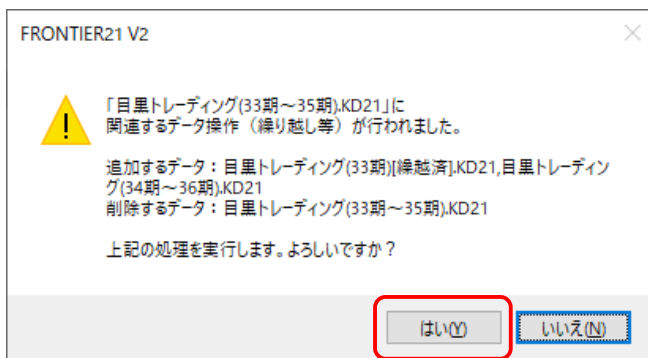 FRONTIER21 V2
「目黒トレーディング(33期～35期).KD21」に
関連するデータ操作（繰り越し等）が行われました。
追加するデータ：目黒トレーディング(33期)[繰越済].KD21,目黒トレーディン
グ(34期～36期).KD21
削除するデータ：目黒トレーディング(33期～35期).KD21
上記の処理を実行します。よろしいですか？
はい(Y)
いいえ(N)